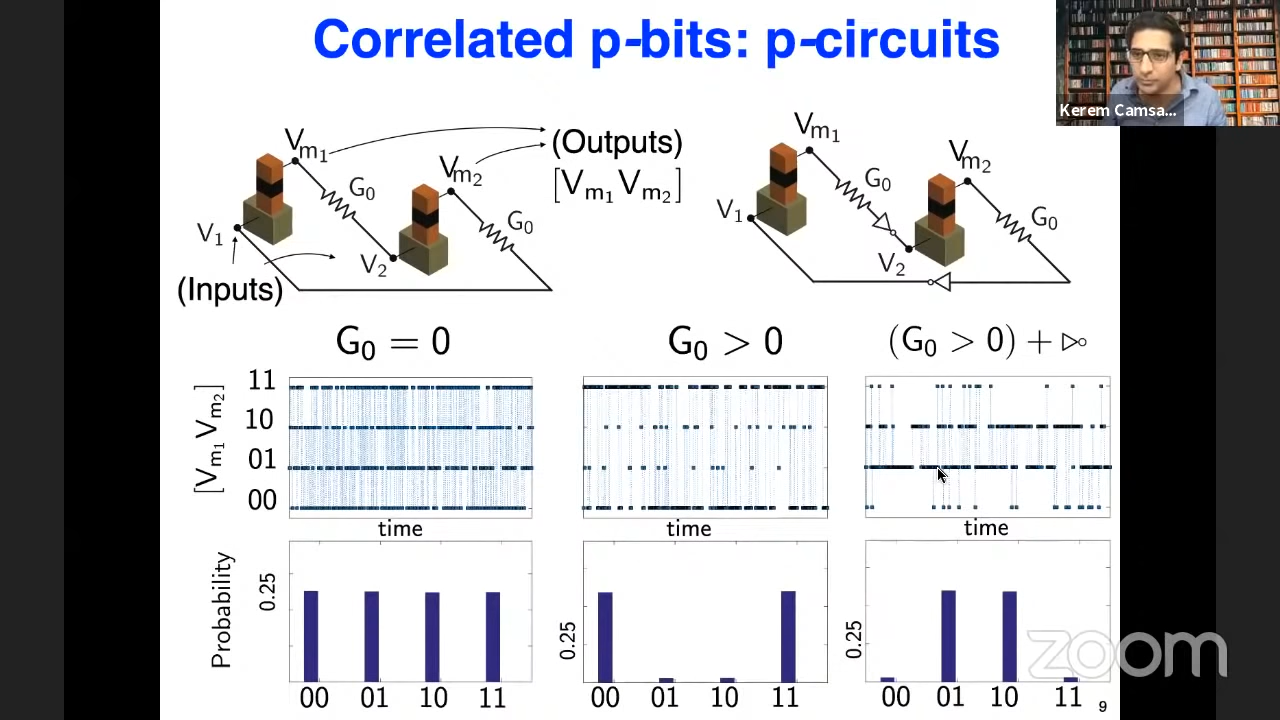 Correlated p-bits: p-circuits
Kerem Camsa...
Vm1
G0
Vm2
G0
V1
V2
(Inputs)
(Outputs)
[Vm1 Vm2]
Vm1
G0
Vm2
G0
V1
V2
G0 = 0
G0 > 0
(G0 > 0) +
[Vm1 Vm2]
11
10
01
00
time
time
time
Probability
0.25
00 01 10 11
0.25
00 01 10 11
0.25
00 01 10 11
zoom
9